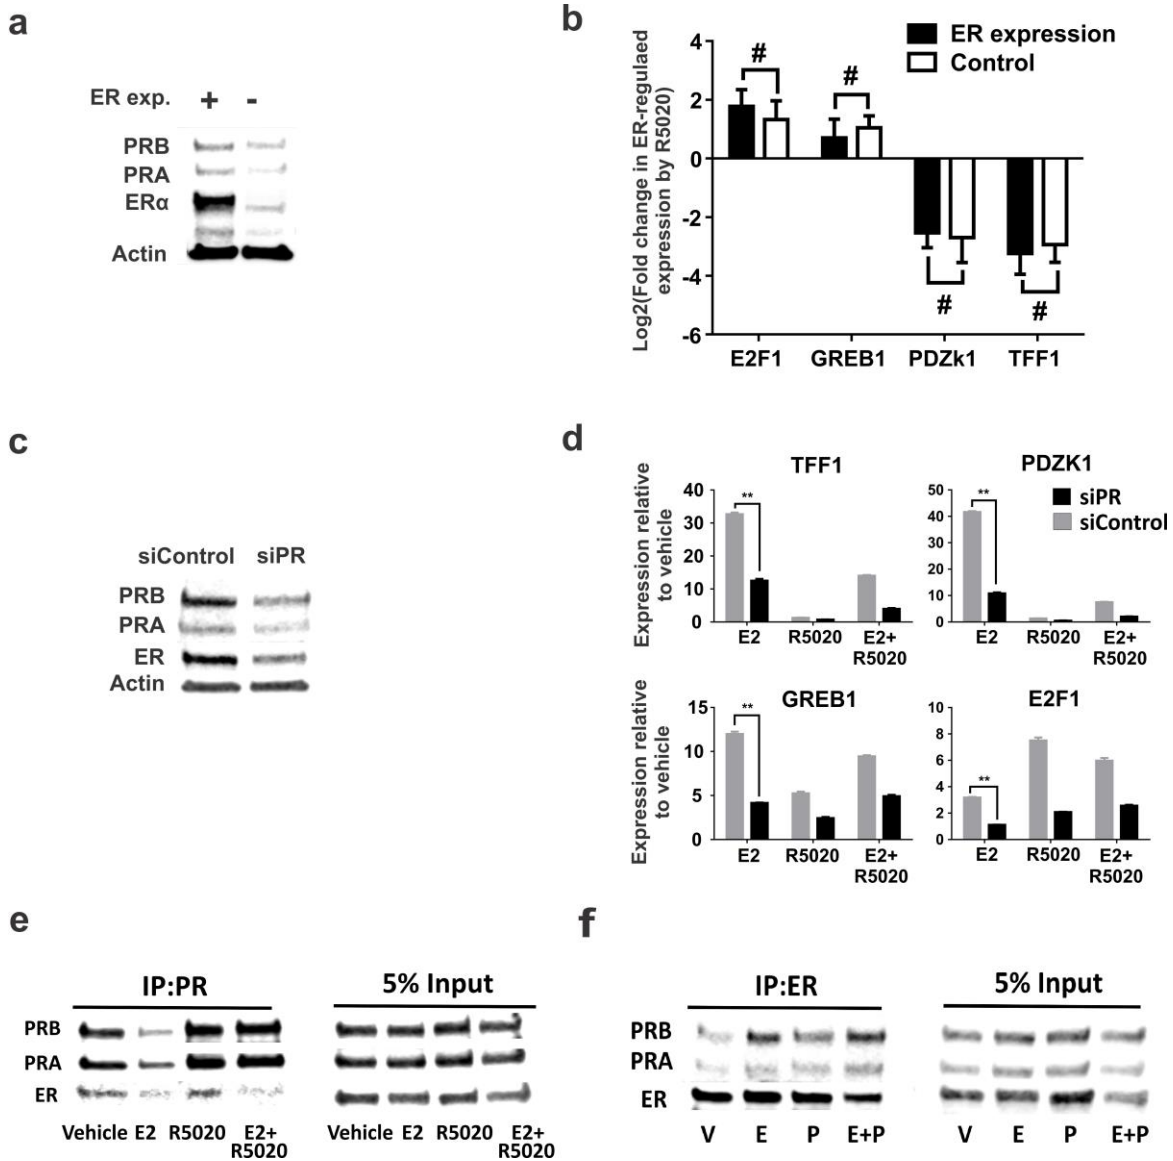 a
ER exp. + -
PRB
PRA
ERα
Actin
b
Log2(Fold change in ER-regulaed
expression by R5020)
4
2
0
-2
-4
-6
ER expression
Control
#
#
#
#
E2F1 GREB1 PDZk1 TFF1
c
siControl siPR
PRB
PRA
ER
Actin
d
TFF1
Expression relative
to vehicle
40
30
20
10
0
**
E2 R5020 E2+
R5020
PDZK1
50
40
30
20
10
0
**
siPR
siControl
E2 R5020 E2+
R5020
GREB1
Expression relative
to vehicle
15
10
5
0
**
E2 R5020 E2+
R5020
E2F1
10
8
6
4
2
0
**
E2 R5020 E2+
R5020
e
IP:PR 5% Input
PRB
PRA
ER
Vehicle E2 R5020 E2+
R5020
Vehicle E2 R5020 E2+
R5020
f
IP:ER 5% Input
PRB
PRA
ER
V E P E+P V E P E+P